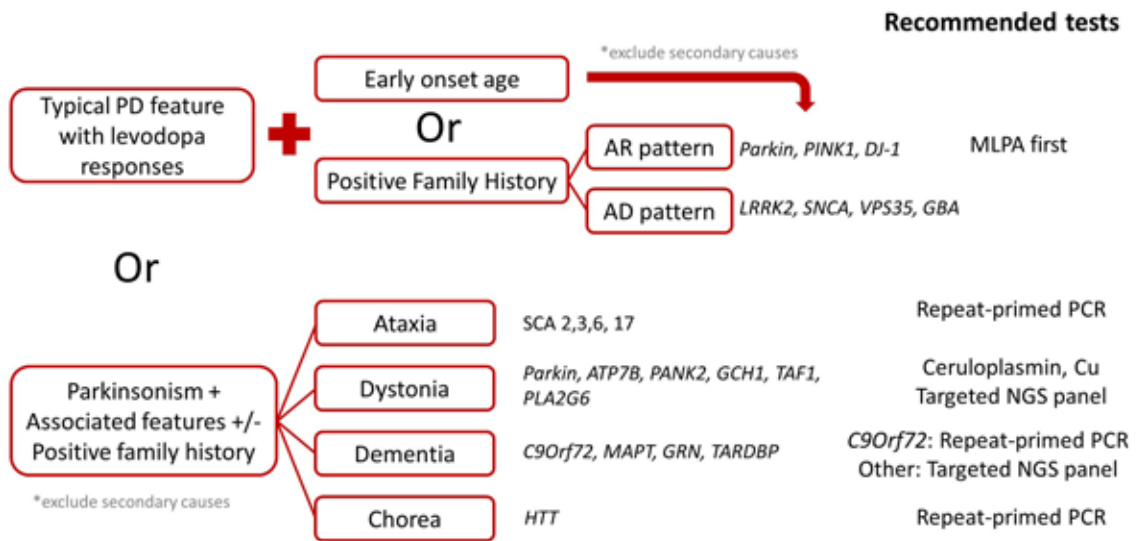 Recommended tests
*exclude secondary causes
Early onset age
Typical PD feature
with levodopa
responses
Or
AR pattern
Parkin, PINK1, DJ-1
MLPA first
Positive Family History
AD pattern
LRRK2, SNCA, VPS35, GBA
Or
Ataxia
SCA 2,3,6, 17
Repeat-primed PCR
Parkinsonism +
Associated features +/-
Positive family history
*exclude secondary causes
Dystonia
Parkin, ATP7B, PANK2, GCH1, TAF1,
PLA2G6
Ceruloplasmin, Cu
Targeted NGS panel
Dementia
C9Orf72, MAPT, GRN, TARDBP
C9Orf72: Repeat-primed PCR
Other: Targeted NGS panel
Chorea
HTT
Repeat-primed PCR